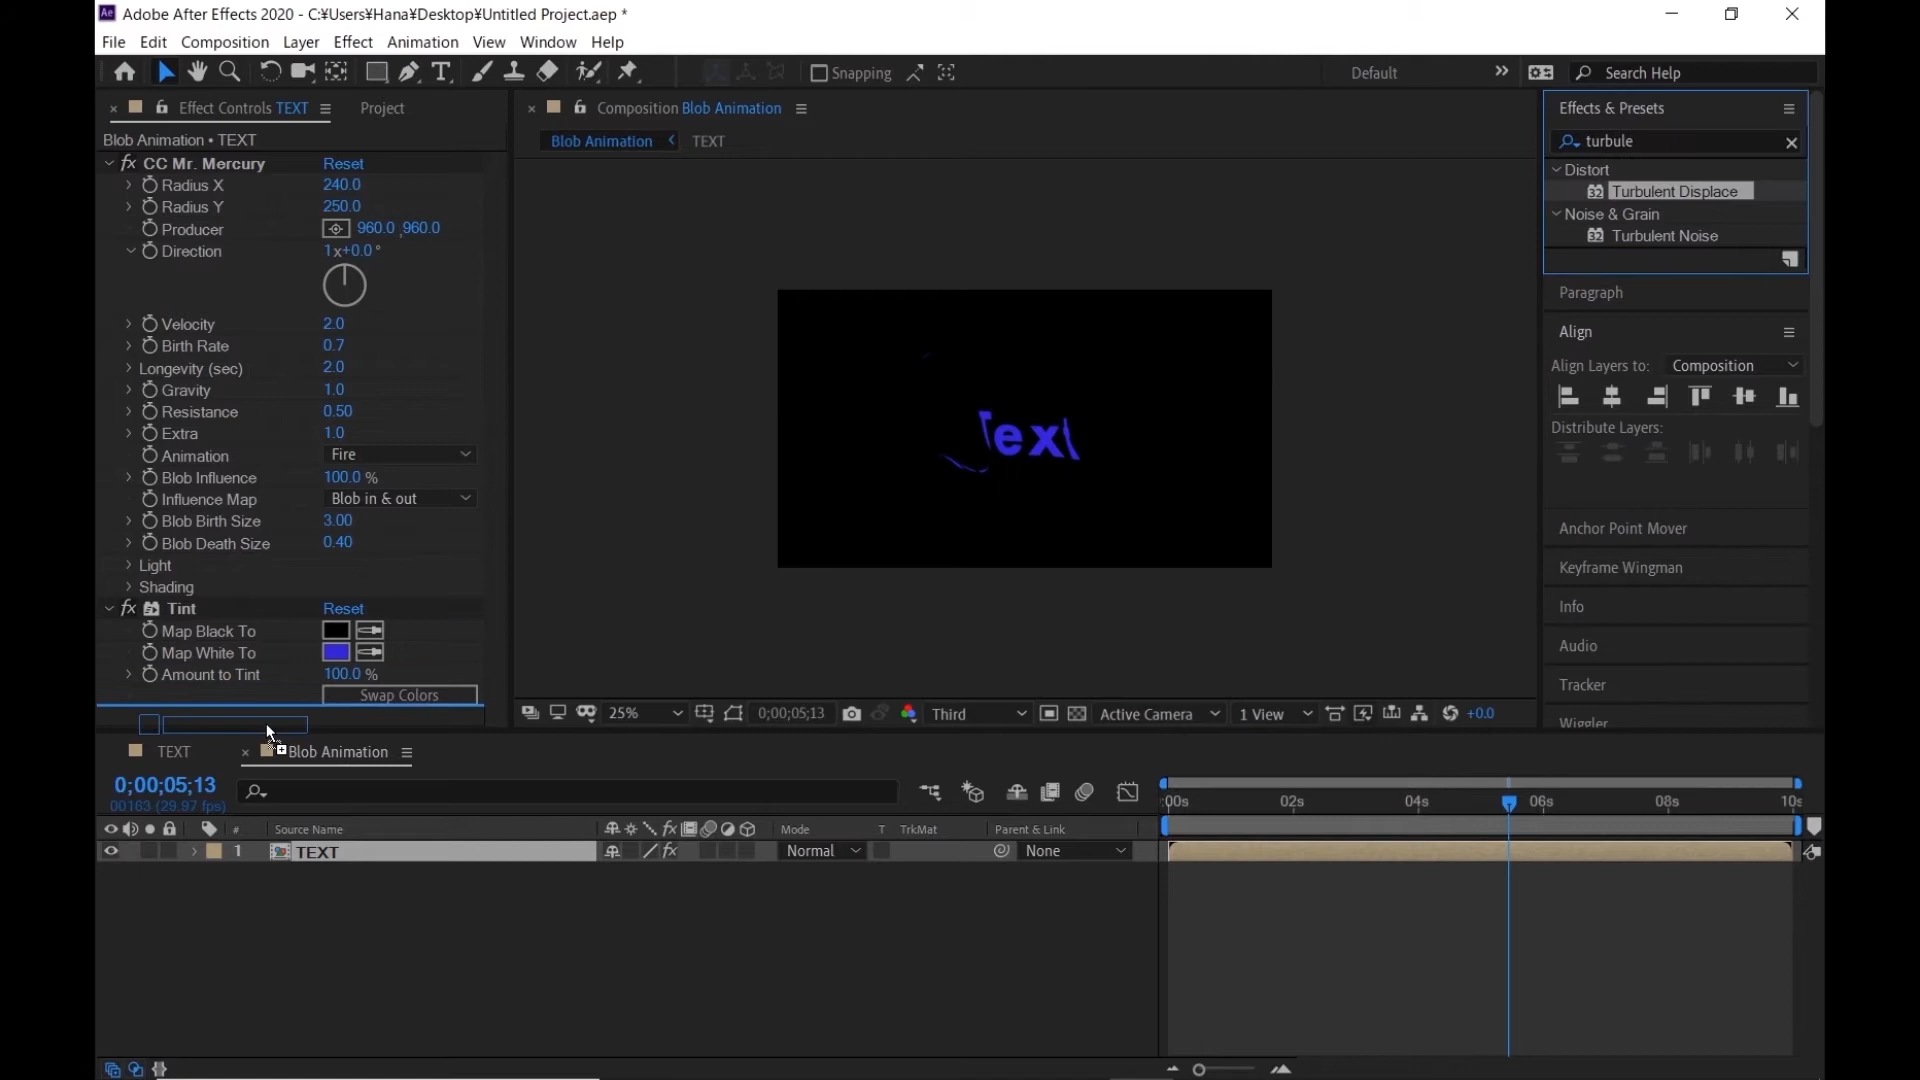 Adobe After Effects 2020 - C:¥Users¥Hana¥Desktop¥Untitled Project.aep *
File Edit Composition Layer Effect Animation View Window Help
Snapping
Default
Search Help
Effect Controls TEXT
Project
Composition Blob Animation
Effects & Presets
Blob Animation • TEXT
Blob Animation
TEXT
turbule
CC Mr. Mercury Reset
Radius X 240.0
Radius Y 250.0
Producer 960.0 ,960.0
Direction 1x+0.0°
Velocity 2.0
Birth Rate 0.7
Longevity (sec) 2.0
Gravity 1.0
Resistance 0.50
Extra 1.0
Animation Fire
Blob Influence 100.0 %
Influence Map Blob in & out
Blob Birth Size 3.00
Blob Death Size 0.40
Light
Shading
Tint Reset
Map Black To
Map White To
Amount to Tint 100.0 %
Swap Colors
Text
Distort
32 Turbulent Displace
Noise & Grain
32 Turbulent Noise
Paragraph
Align
Align Layers to: Composition
Distribute Layers:
Anchor Point Mover
Keyframe Wingman
Info
Audio
Tracker
Wiggler
25%
0;00;05;13
Third
Active Camera
1 View
+0.0
TEXT
Blob Animation
0;00;05;13
00163 (29.97 fps)
:00s 02s 04s 06s 08s 10s
# Source Name Mode T TrkMat Parent & Link
1 TEXT Normal None